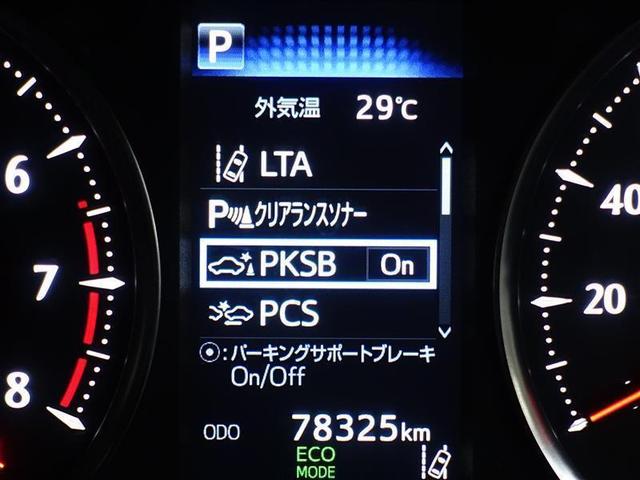 P
外気温 29℃
LTA
P クリアランスソナー
PKSB On
PCS
:パーキングサポートブレーキ
On/Off
ODO 78325km
ECO
MODE
6
7
8
40
20